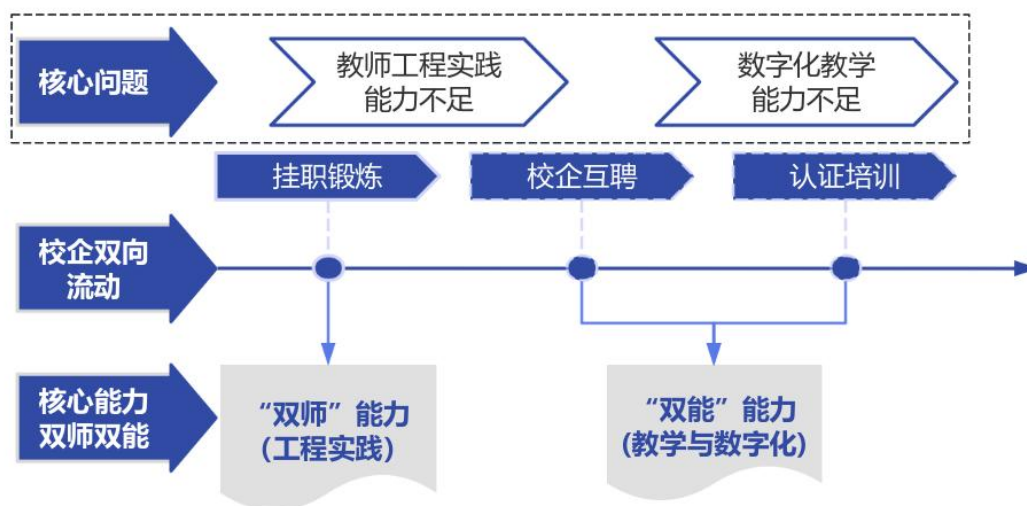 核心问题
教师工程实践
能力不足
数字化教学
能力不足
挂职锻炼
校企互聘
认证培训
校企双向
流动
核心能力
双师双能
“双师”能力
（工程实践）
“双能”能力
(教学与数字化)